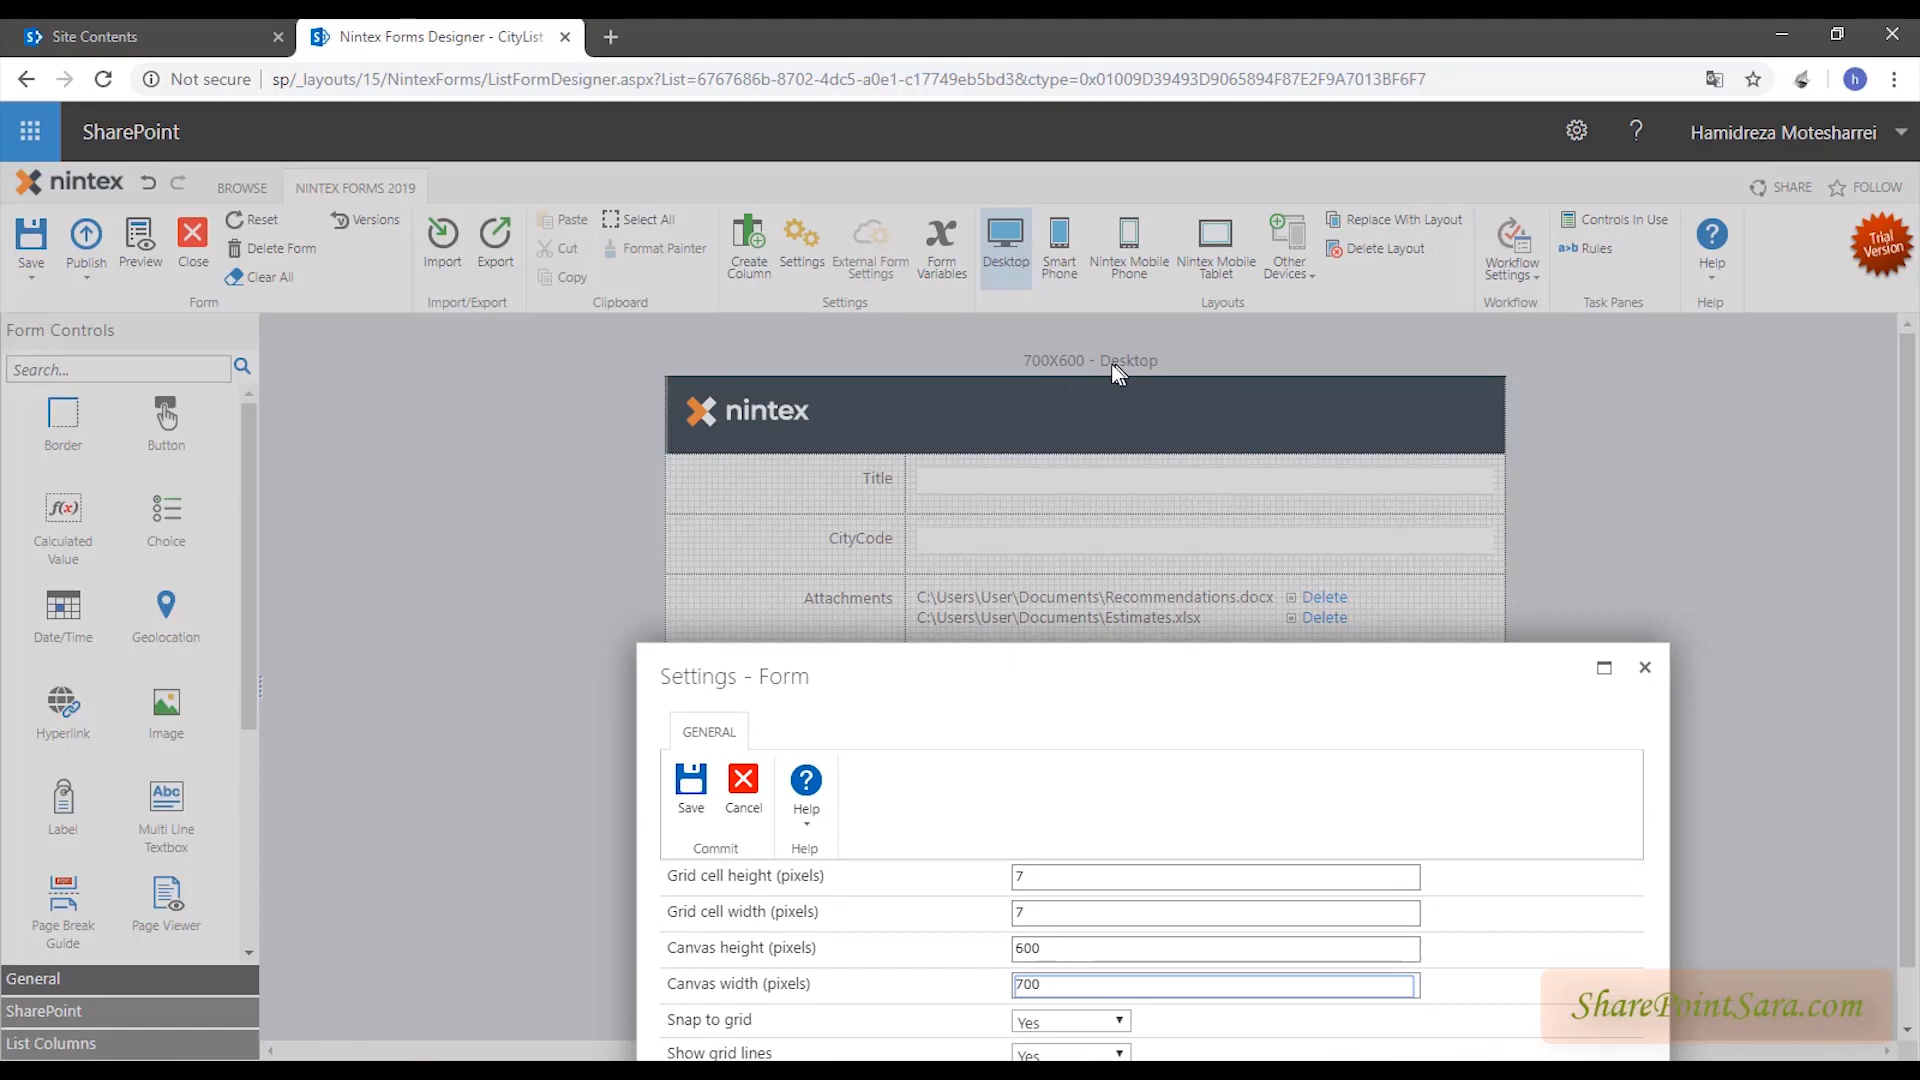 Site Contents
Nintex Forms Designer - CityList
Not secure
sp/_layouts/15/NintexForms/ListFormDesigner.aspx?List=6767686b-8702-4dc5-a0e1-c17749eb5bd3&ctype=0x01009D39493D9065894F87E2F9A7013BF6F7
h
SharePoint
?
Hamidreza Motesharrei
nintex
BROWSE
NINTEX FORMS 2019
SHARE
FOLLOW
Save
Publish
Preview
Close
Reset
Delete Form
Clear All
Versions
Form
Import
Export
Import/Export
Paste
Cut
Copy
Select All
Format Painter
Clipboard
Create Column
Settings
External Form Settings
Form Variables
Settings
Desktop
Smart Phone
Nintex Mobile Phone
Nintex Mobile Tablet
Other Devices
Replace With Layout
Delete Layout
Layouts
Workflow Settings
Workflow
Controls In Use
a>b Rules
Task Panes
Help
Help
Trial Version
Form Controls
Search...
Border
Button
f(x)
Calculated Value
Choice
Date/Time
Geolocation
Hyperlink
Image
Label
Abc
Multi Line Textbox
Page Break Guide
Page Viewer
General
SharePoint
List Columns
700X600 - Desktop
nintex
Title
CityCode
Attachments
C:\Users\User\Documents\Recommendations.docx Delete
C:\Users\User\Documents\Estimates.xlsx Delete
Settings - Form
GENERAL
Save
Cancel
Help
Commit
Help
Grid cell height (pixels) 7
Grid cell width (pixels) 7
Canvas height (pixels) 600
Canvas width (pixels) 700
Snap to grid Yes
Show grid lines Yes
SharePointSara.com